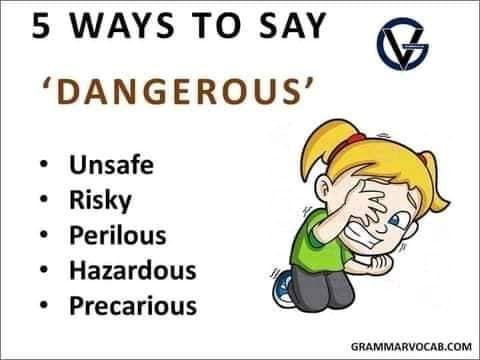 5 WAYS TO SAY
‘DANGEROUS’
• Unsafe
• Risky
• Perilous
• Hazardous
• Precarious
GRAMMARVOCAB.COM